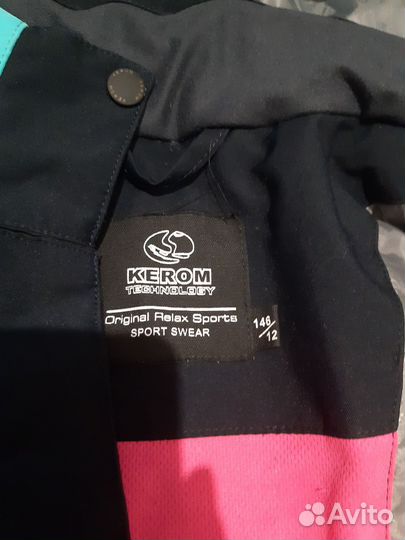 KEROM
TECHNOLOGY
Original Relax Sports
SPORT SWEAR
146/12
Avito